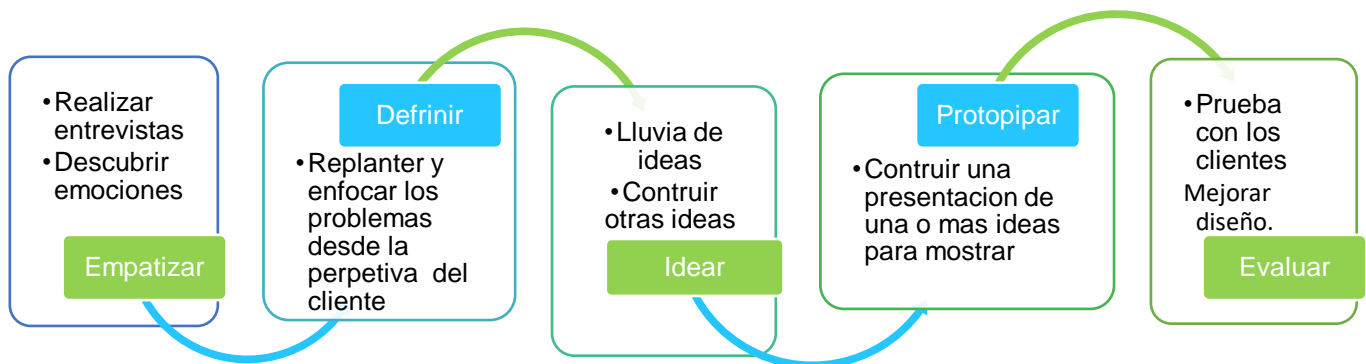 •Realizar
entrevistas
•Descubrir
emociones
Empatizar
Defrinir
•Replanter y
enfocar los
problemas
desde la
perpetiva del
cliente
•Lluvia de
ideas
•Contruir
otras ideas
Idear
Protopipar
•Contruir una
presentacion de
una o mas ideas
para mostrar
•Prueba
con los
clientes
Mejorar
diseño.
Evaluar